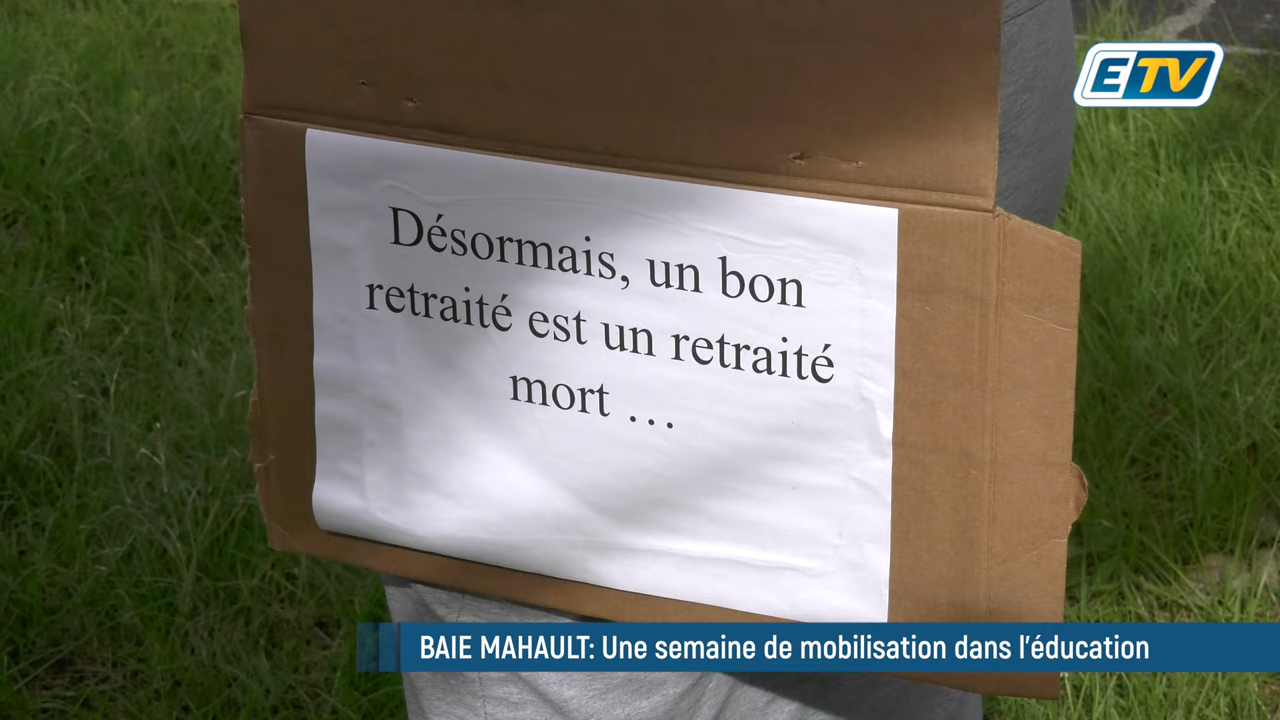 ETV
Désormais, un bon
retraité est un retraité
mort ...
BAIE MAHAULT: Une semaine de mobilisation dans l'éducation